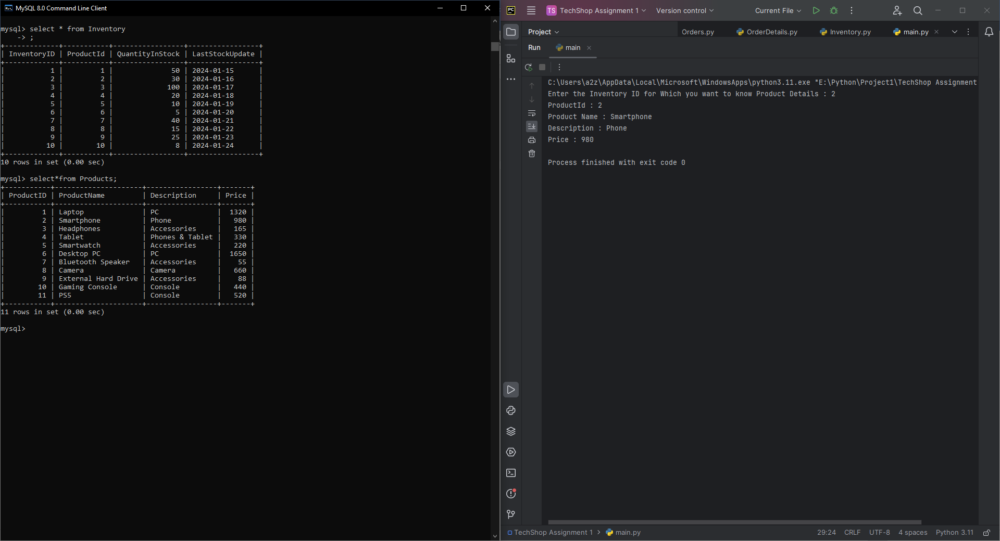 MySQL 8.0 Command Line Client
mysql> select * from Inventory
    -> ;
+-------------+-----------+-----------------+-----------------+
| InventoryID | ProductId | QuantityInStock | LastStockUpdate |
+-------------+-----------+-----------------+-----------------+
|           1 |         1 |              50 | 2024-01-15      |
|           2 |         2 |              30 | 2024-01-16      |
|           3 |         3 |             100 | 2024-01-17      |
|           4 |         4 |              20 | 2024-01-18      |
|           5 |         5 |              10 | 2024-01-19      |
|           6 |         6 |               5 | 2024-01-20      |
|           7 |         7 |              40 | 2024-01-21      |
|           8 |         8 |              15 | 2024-01-22      |
|           9 |         9 |              25 | 2024-01-23      |
|          10 |        10 |               8 | 2024-01-24      |
+-------------+-----------+-----------------+-----------------+
10 rows in set (0.00 sec)
mysql> select*from Products;
+-----------+---------------------+-----------------+-------+
| ProductID | ProductName         | Description     | Price |
+-----------+---------------------+-----------------+-------+
|         1 | Laptop              | PC              |  1320 |
|         2 | Smartphone          | Phone           |   980 |
|         3 | Headphones          | Accessories     |   165 |
|         4 | Tablet              | Phones & Tablet |   330 |
|         5 | Smartwatch          | Accessories     |   220 |
|         6 | Desktop PC          | PC              |  1650 |
|         7 | Bluetooth Speaker   | Accessories     |    55 |
|         8 | Camera              | Camera          |   660 |
|         9 | External Hard Drive | Accessories     |    88 |
|        10 | Gaming Console      | Console         |   440 |
|        11 | PS5                 | Console         |   520 |
+-----------+---------------------+-----------------+-------+
11 rows in set (0.00 sec)
mysql>
PC TS TechShop Assignment 1 Version control Current File
Project Orders.py OrderDetails.py Inventory.py main.py
Run main
C:\Users\a2z\AppData\Local\Microsoft\WindowsApps\python3.11.exe "E:\Python\Project1\TechShop Assignment
Enter the Inventory ID for Which you want to know Product Details : 2
ProductId : 2
Product Name : Smartphone
Description : Phone
Price : 980
Process finished with exit code 0
TechShop Assignment 1 > main.py 29:24 CRLF UTF-8 4 spaces Python 3.11